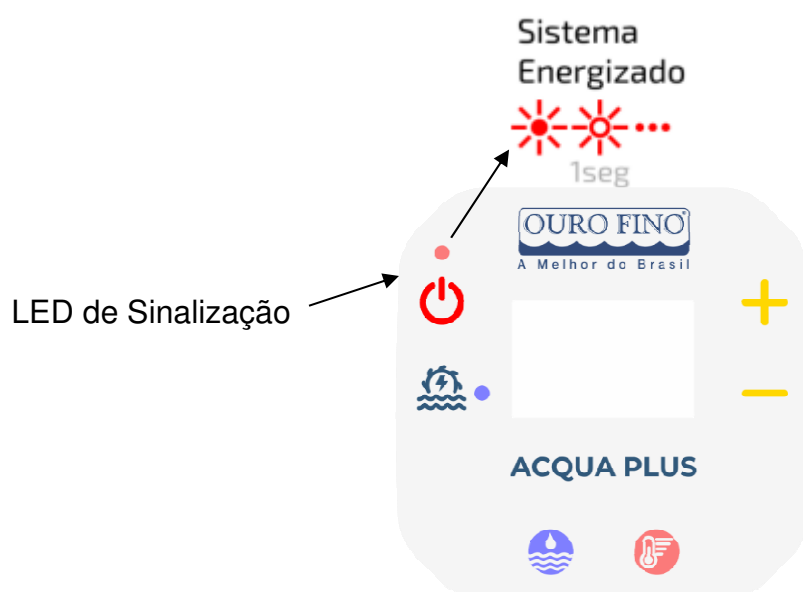 Sistema
Energizado
1seg
OURO FINO
A Melhor do Brasil
LED de Sinalização
ACQUA PLUS